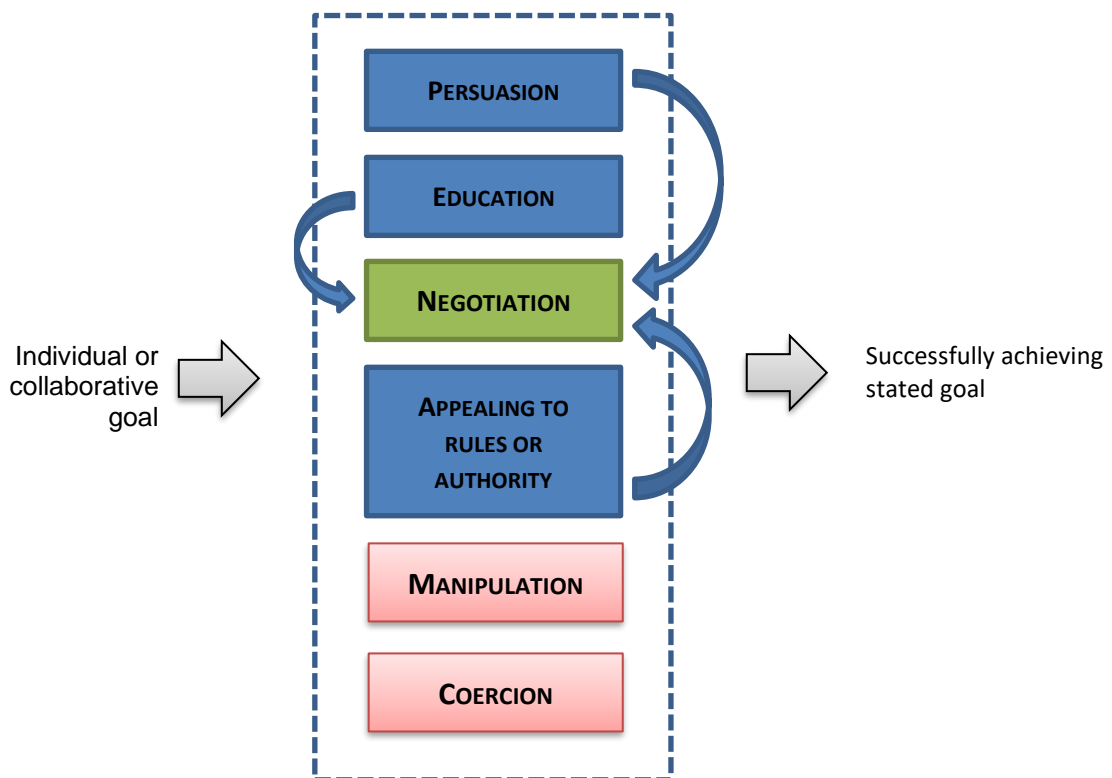 PERSUASION
EDUCATION
NEGOTIATION
Individual or
collaborative
goal
Successfully achieving
stated goal
APPEALING TO
RULES OR
AUTHORITY
MANIPULATION
COERCION